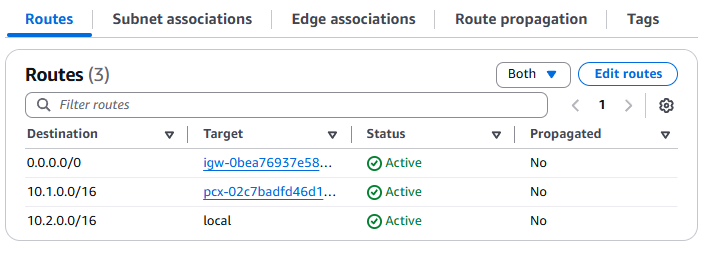 Routes Subnet associations Edge associations Route propagation Tags
Routes (3) Both Edit routes
Filter routes 1
Destination Target Status Propagated
0.0.0.0/0 igw-0bea76937e58... Active No
10.1.0.0/16 pcx-02c7badfd46d1... Active No
10.2.0.0/16 local Active No